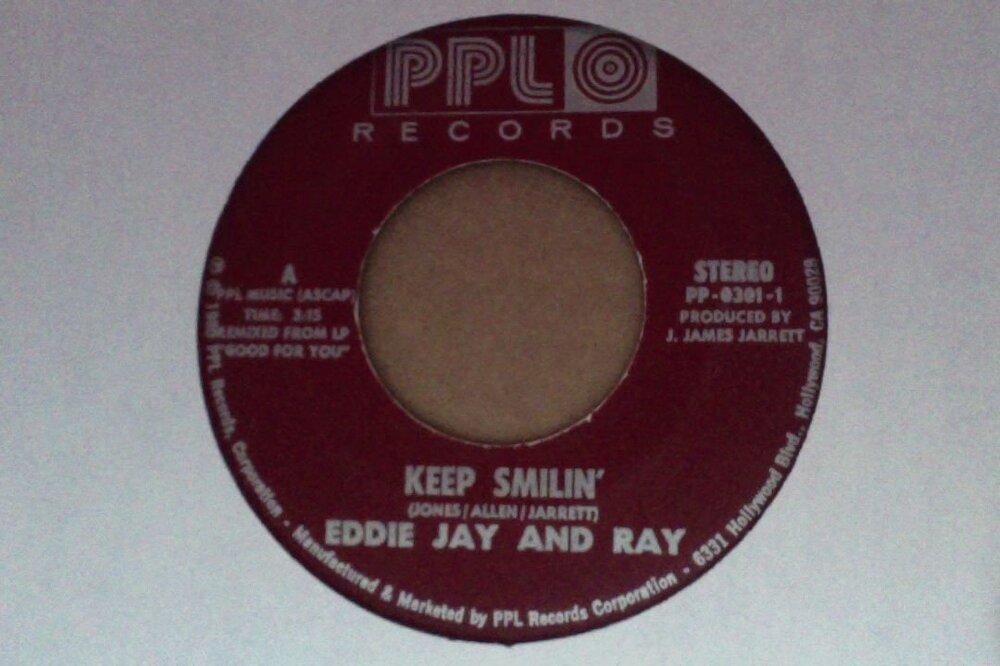 PPL
RECORDS
A
PPL MUSIC (ASCAP)
TIME: 3:15
REMIXED FROM LP
"GOOD FOR YOU"
STEREO
PP-0301-1
PRODUCED BY
J. JAMES JARRETT
KEEP SMILIN'
(JONES/ALLEN/JARRETT)
EDDIE JAY AND RAY
PPL Records, Corporation - Manufactured & Marketed by PPL Records Corporation - 6331 Hollywood Blvd., Hollywood, CA 90028